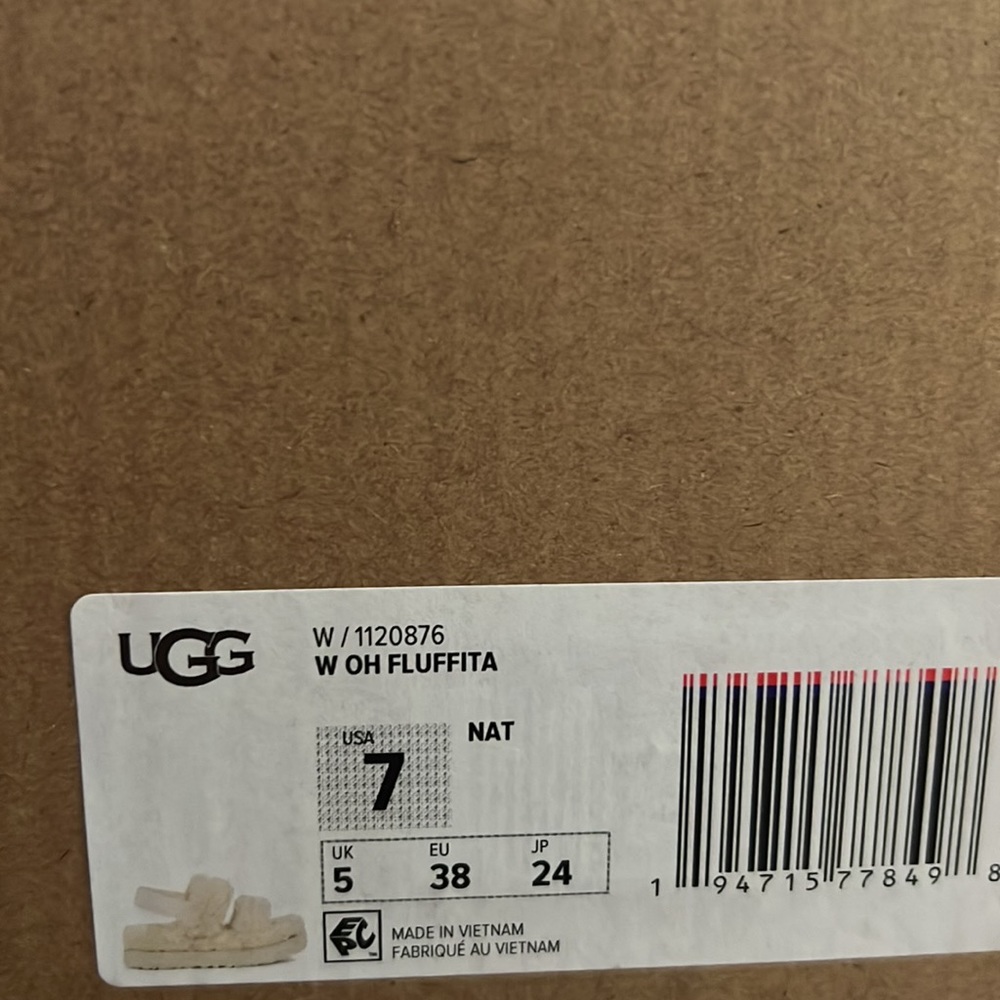 UGG
W / 1120876
W OH FLUFFITA
USA
7
NAT
UK EU JP
5 38 24
1 94715 77849 8
EPC
MADE IN VIETNAM
FABRIQUÉ AU VIETNAM